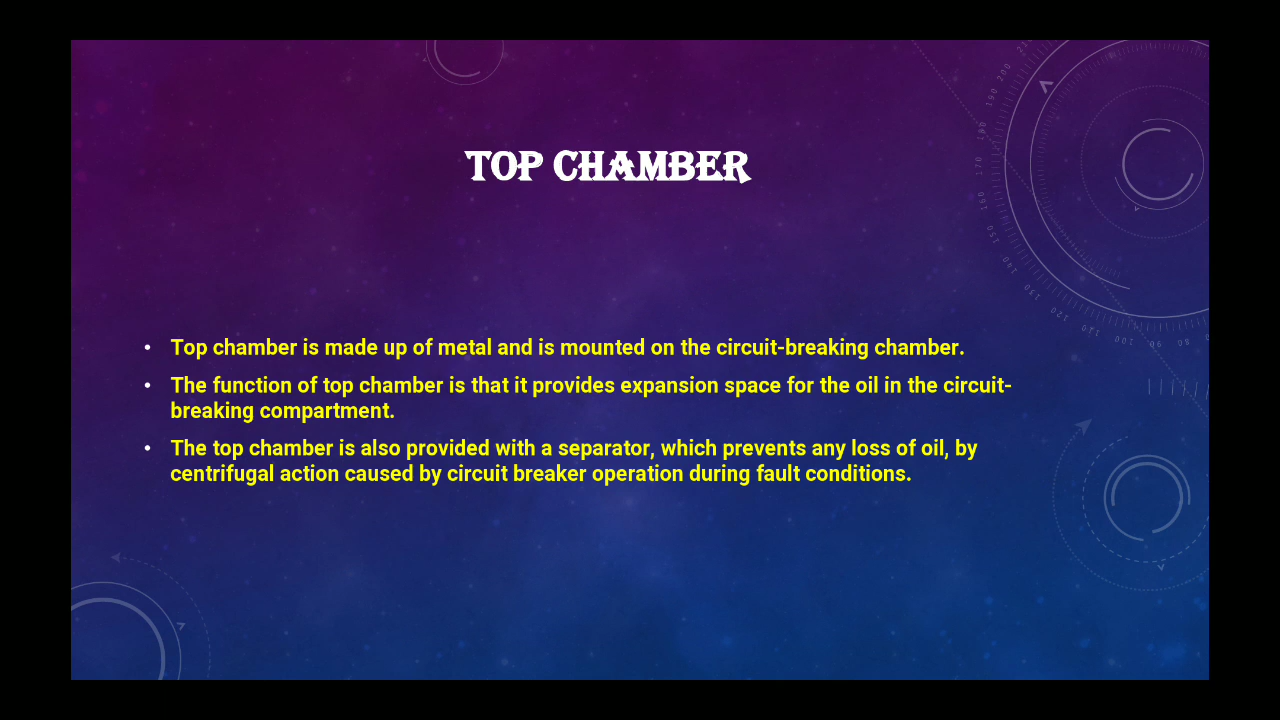 TOP CHAMBER
• Top chamber is made up of metal and is mounted on the circuit-breaking chamber.
• The function of top chamber is that it provides expansion space for the oil in the circuit-
breaking compartment.
• The top chamber is also provided with a separator, which prevents any loss of oil, by
centrifugal action caused by circuit breaker operation during fault conditions.